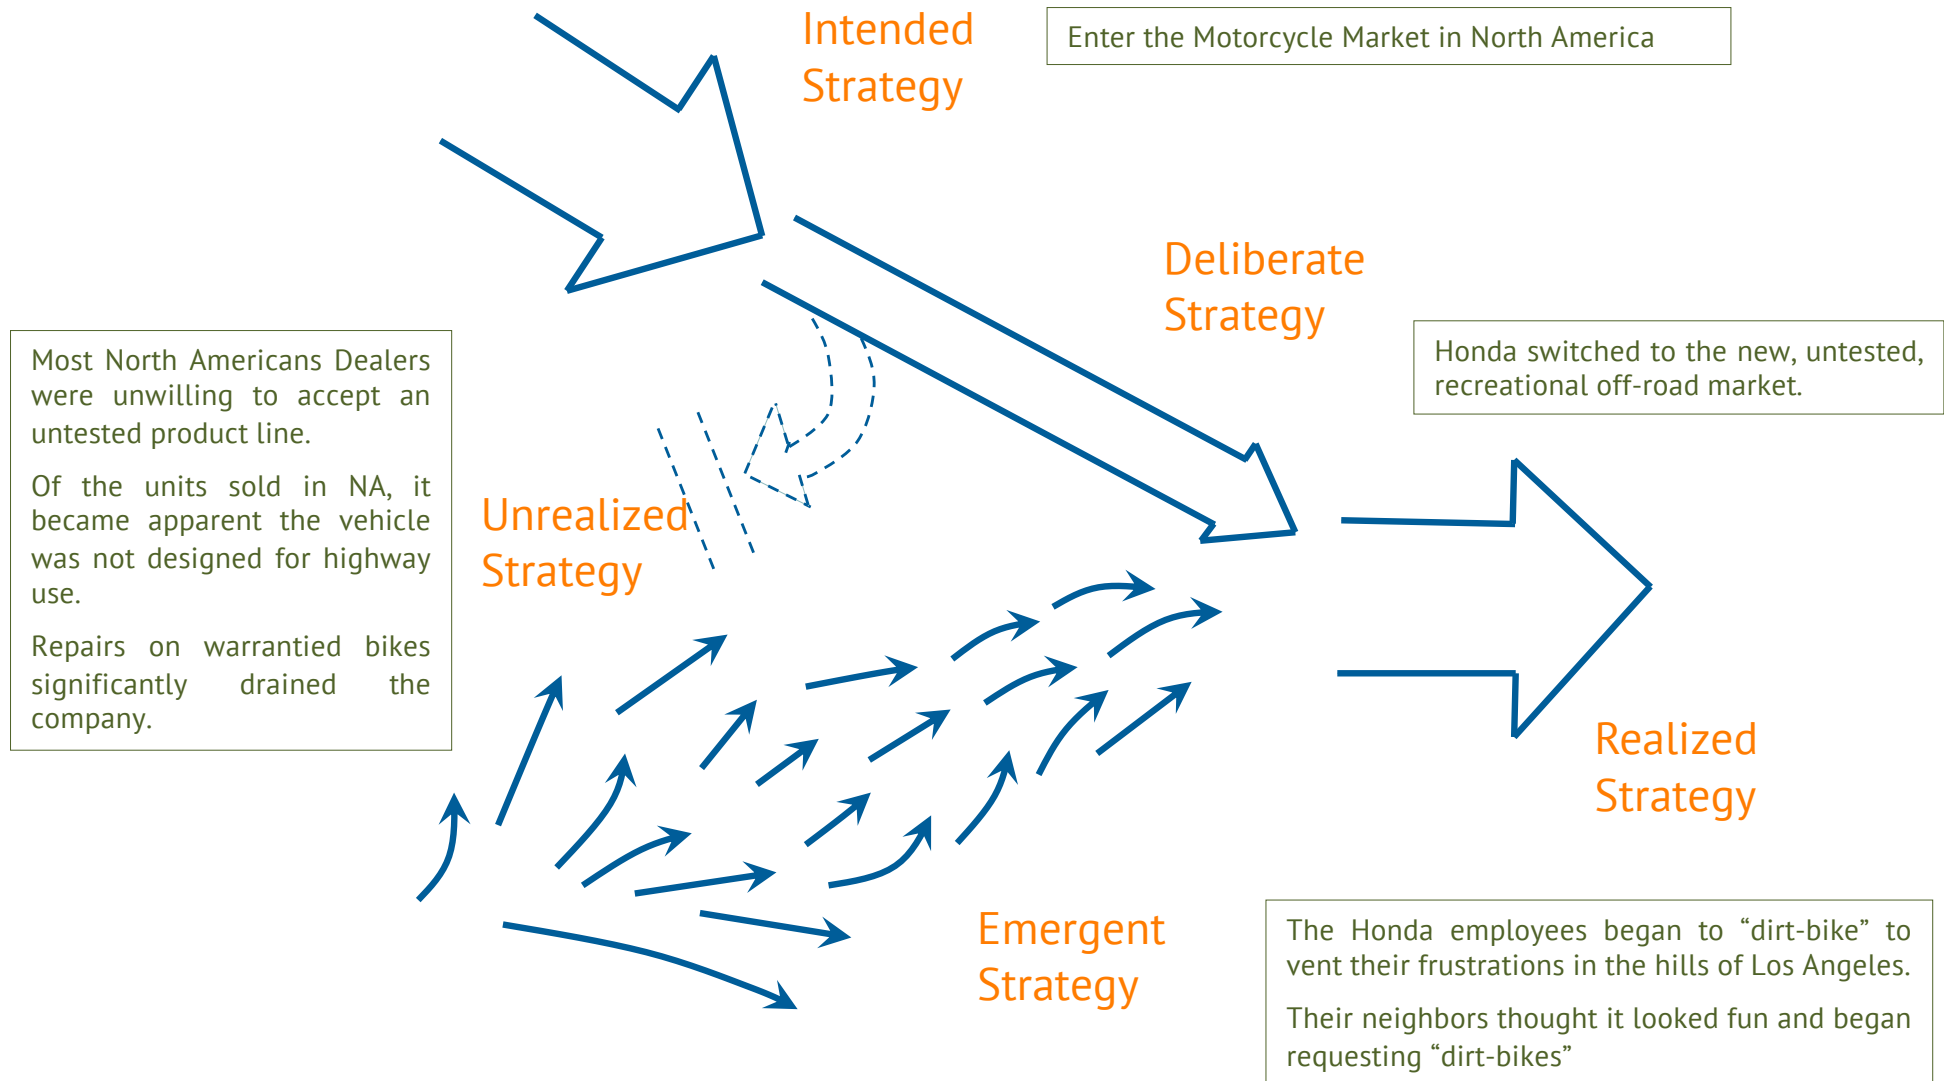 Intended
Strategy
Enter the Motorcycle Market in North America
Deliberate
Strategy
Honda switched to the new, untested,
recreational off-road market.
Most North Americans Dealers
were unwilling to accept an
untested product line.
Of the units sold in NA, it
became apparent the vehicle
was not designed for highway
use.
Repairs on warrantied bikes
significantly drained the
company.
Unrealized
Strategy
Realized
Strategy
Emergent
Strategy
The Honda employees began to “dirt-bike” to
vent their frustrations in the hills of Los Angeles.
Their neighbors thought it looked fun and began
requesting “dirt-bikes”